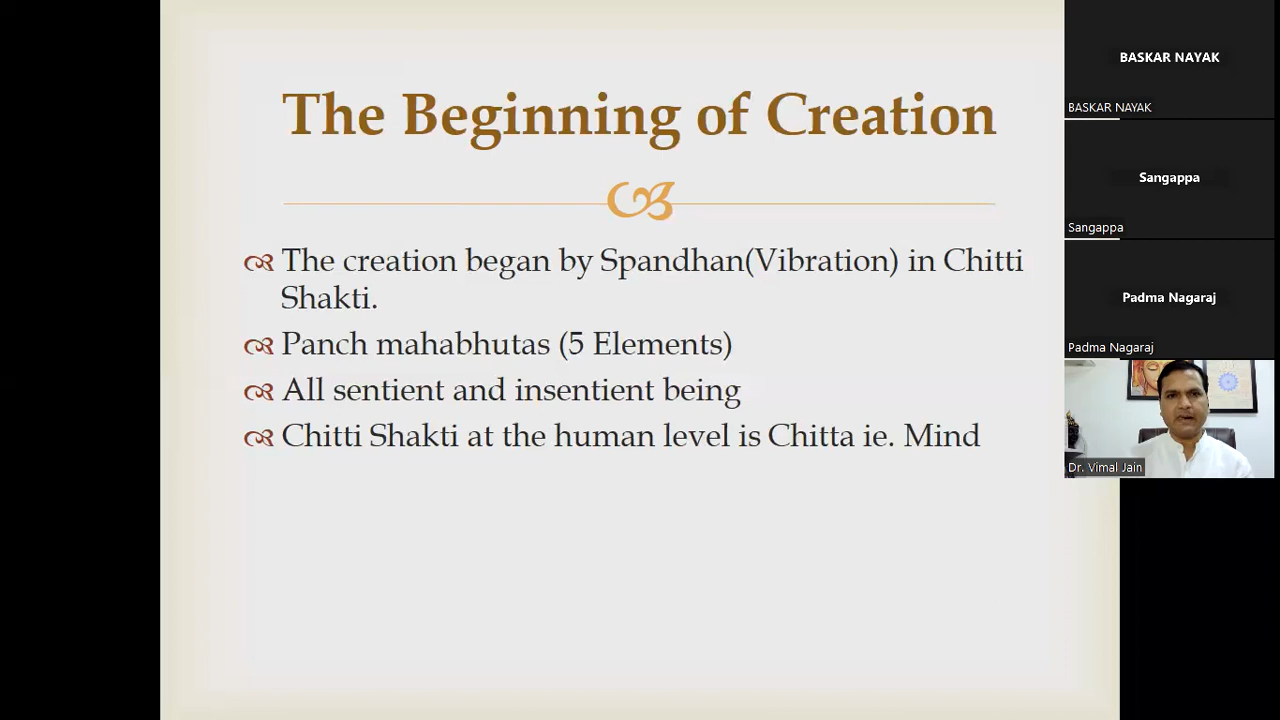 The Beginning of Creation
The creation began by Spandhan(Vibration) in Chitti
Shakti.
Panch mahabhutas (5 Elements)
All sentient and insentient being
Chitti Shakti at the human level is Chitta ie. Mind
BASKAR NAYAK
BASKAR NAYAK
Sangappa
Sangappa
Padma Nagaraj
Padma Nagaraj
Dr. Vimal Jain